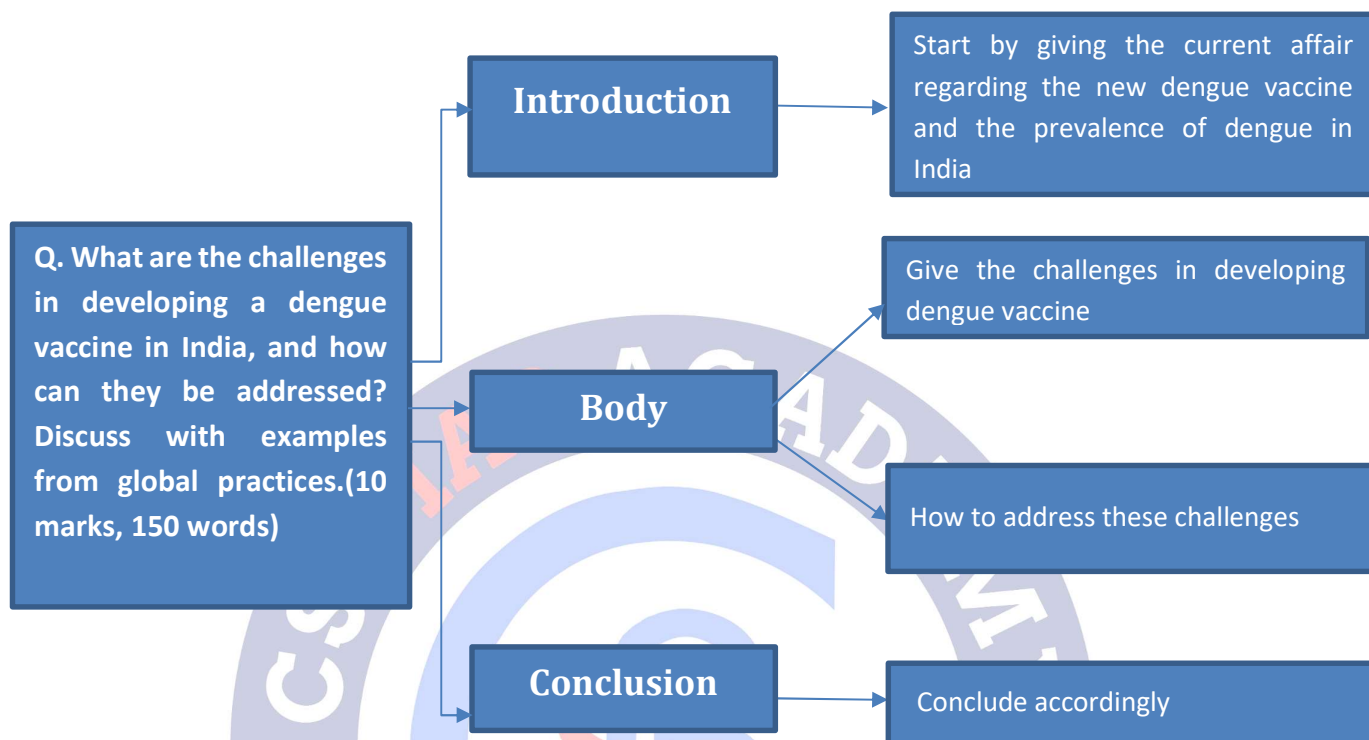 Q. What are the challenges
in developing a dengue
vaccine in India, and how
can they be addressed?
Discuss with examples
from global practices.(10
marks, 150 words)
Introduction
Start by giving the current affair
regarding the new dengue vaccine
and the prevalence of dengue in
India
Body
Give the challenges in developing
dengue vaccine
How to address these challenges
Conclusion
Conclude accordingly